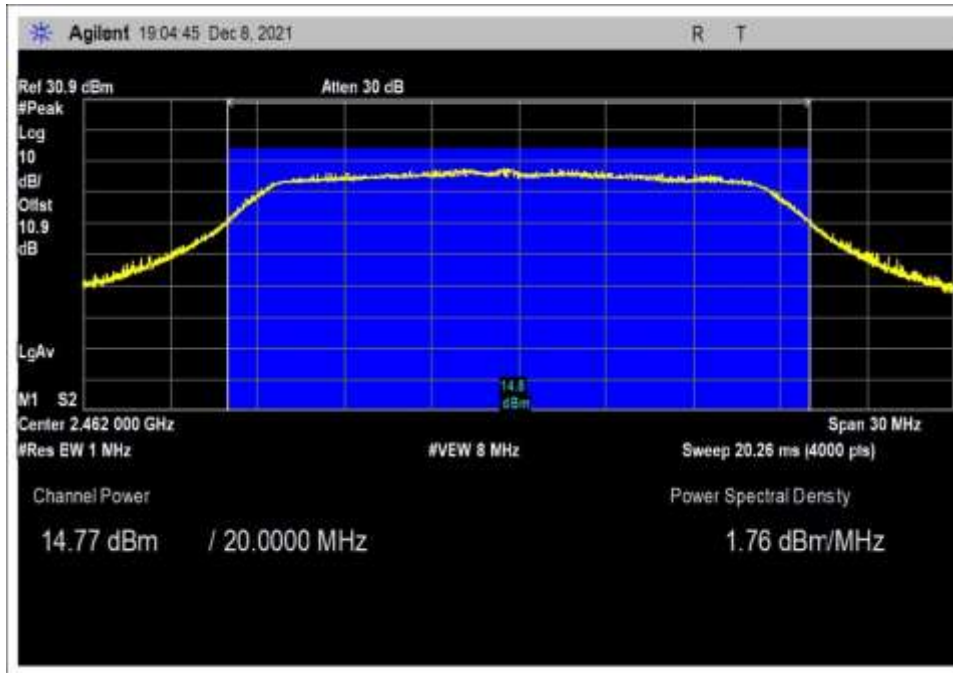 Agilent 19:04:45 Dec 8, 2021 R T
Ref 30.9 dBm Atten 30 dB
#Peak
Log
10
dB/
Offst
10.9
dB
LgAv
M1 S2
14.8
dBm
Center 2.462 000 GHz Span 30 MHz
#Res BW 1 MHz #VBW 8 MHz Sweep 20.26 ms (4000 pts)
Channel Power Power Spectral Density
14.77 dBm / 20.0000 MHz 1.76 dBm/MHz